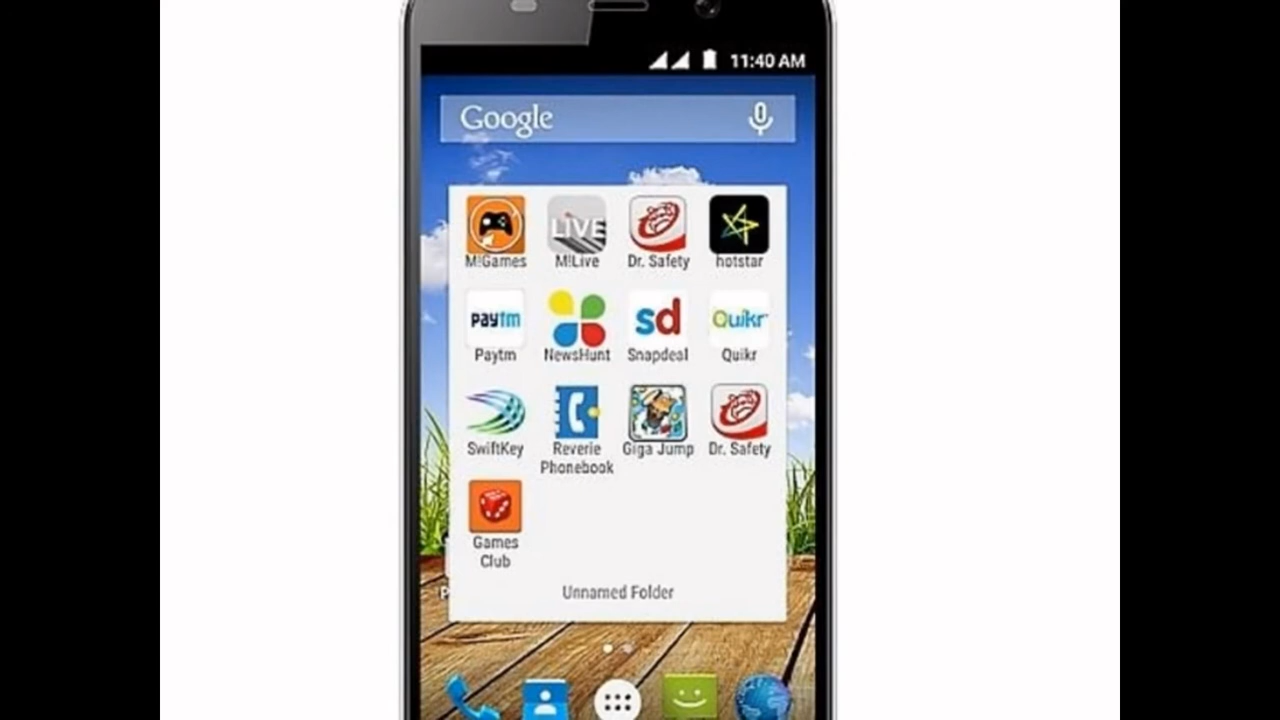 11:40 AM
Google
LIVE
M!Games
M!Live
Dr. Safety
hotstar
paytm
sd
Quikr
Paytm
NewsHunt
Snapdeal
Quikr
SwiftKey
Reverie
Phonebook
Giga Jump
Dr. Safety
Games
Club
Unnamed Folder